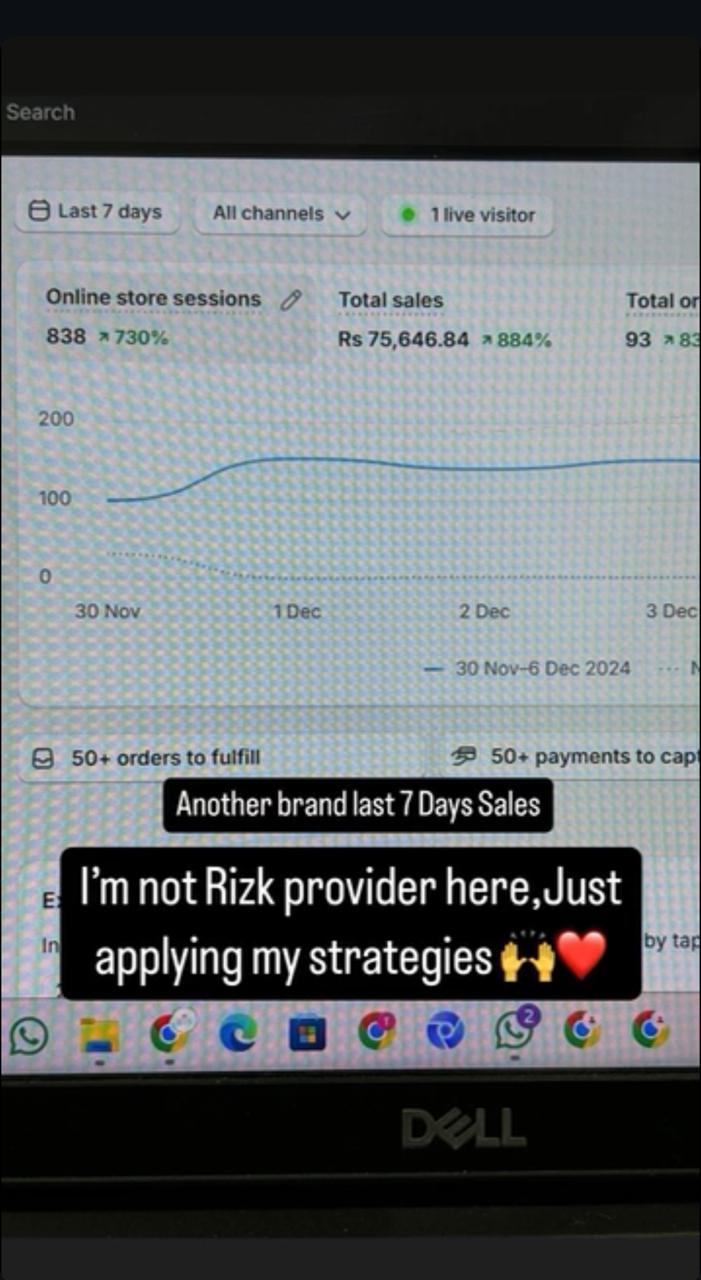 Search
Last 7 days
All channels
1 live visitor
Online store sessions
Total sales
Total or
838 730%
Rs 75,646.84 884%
93 83
200
100
0
30 Nov
1 Dec
2 Dec
3 Dec
30 Nov–6 Dec 2024
N
50+ orders to fulfill
50+ payments to capt
Another brand last 7 Days Sales
I'm not Rizk provider here,Just
applying my strategies 🙌❤️
In
by tap
2
DELL